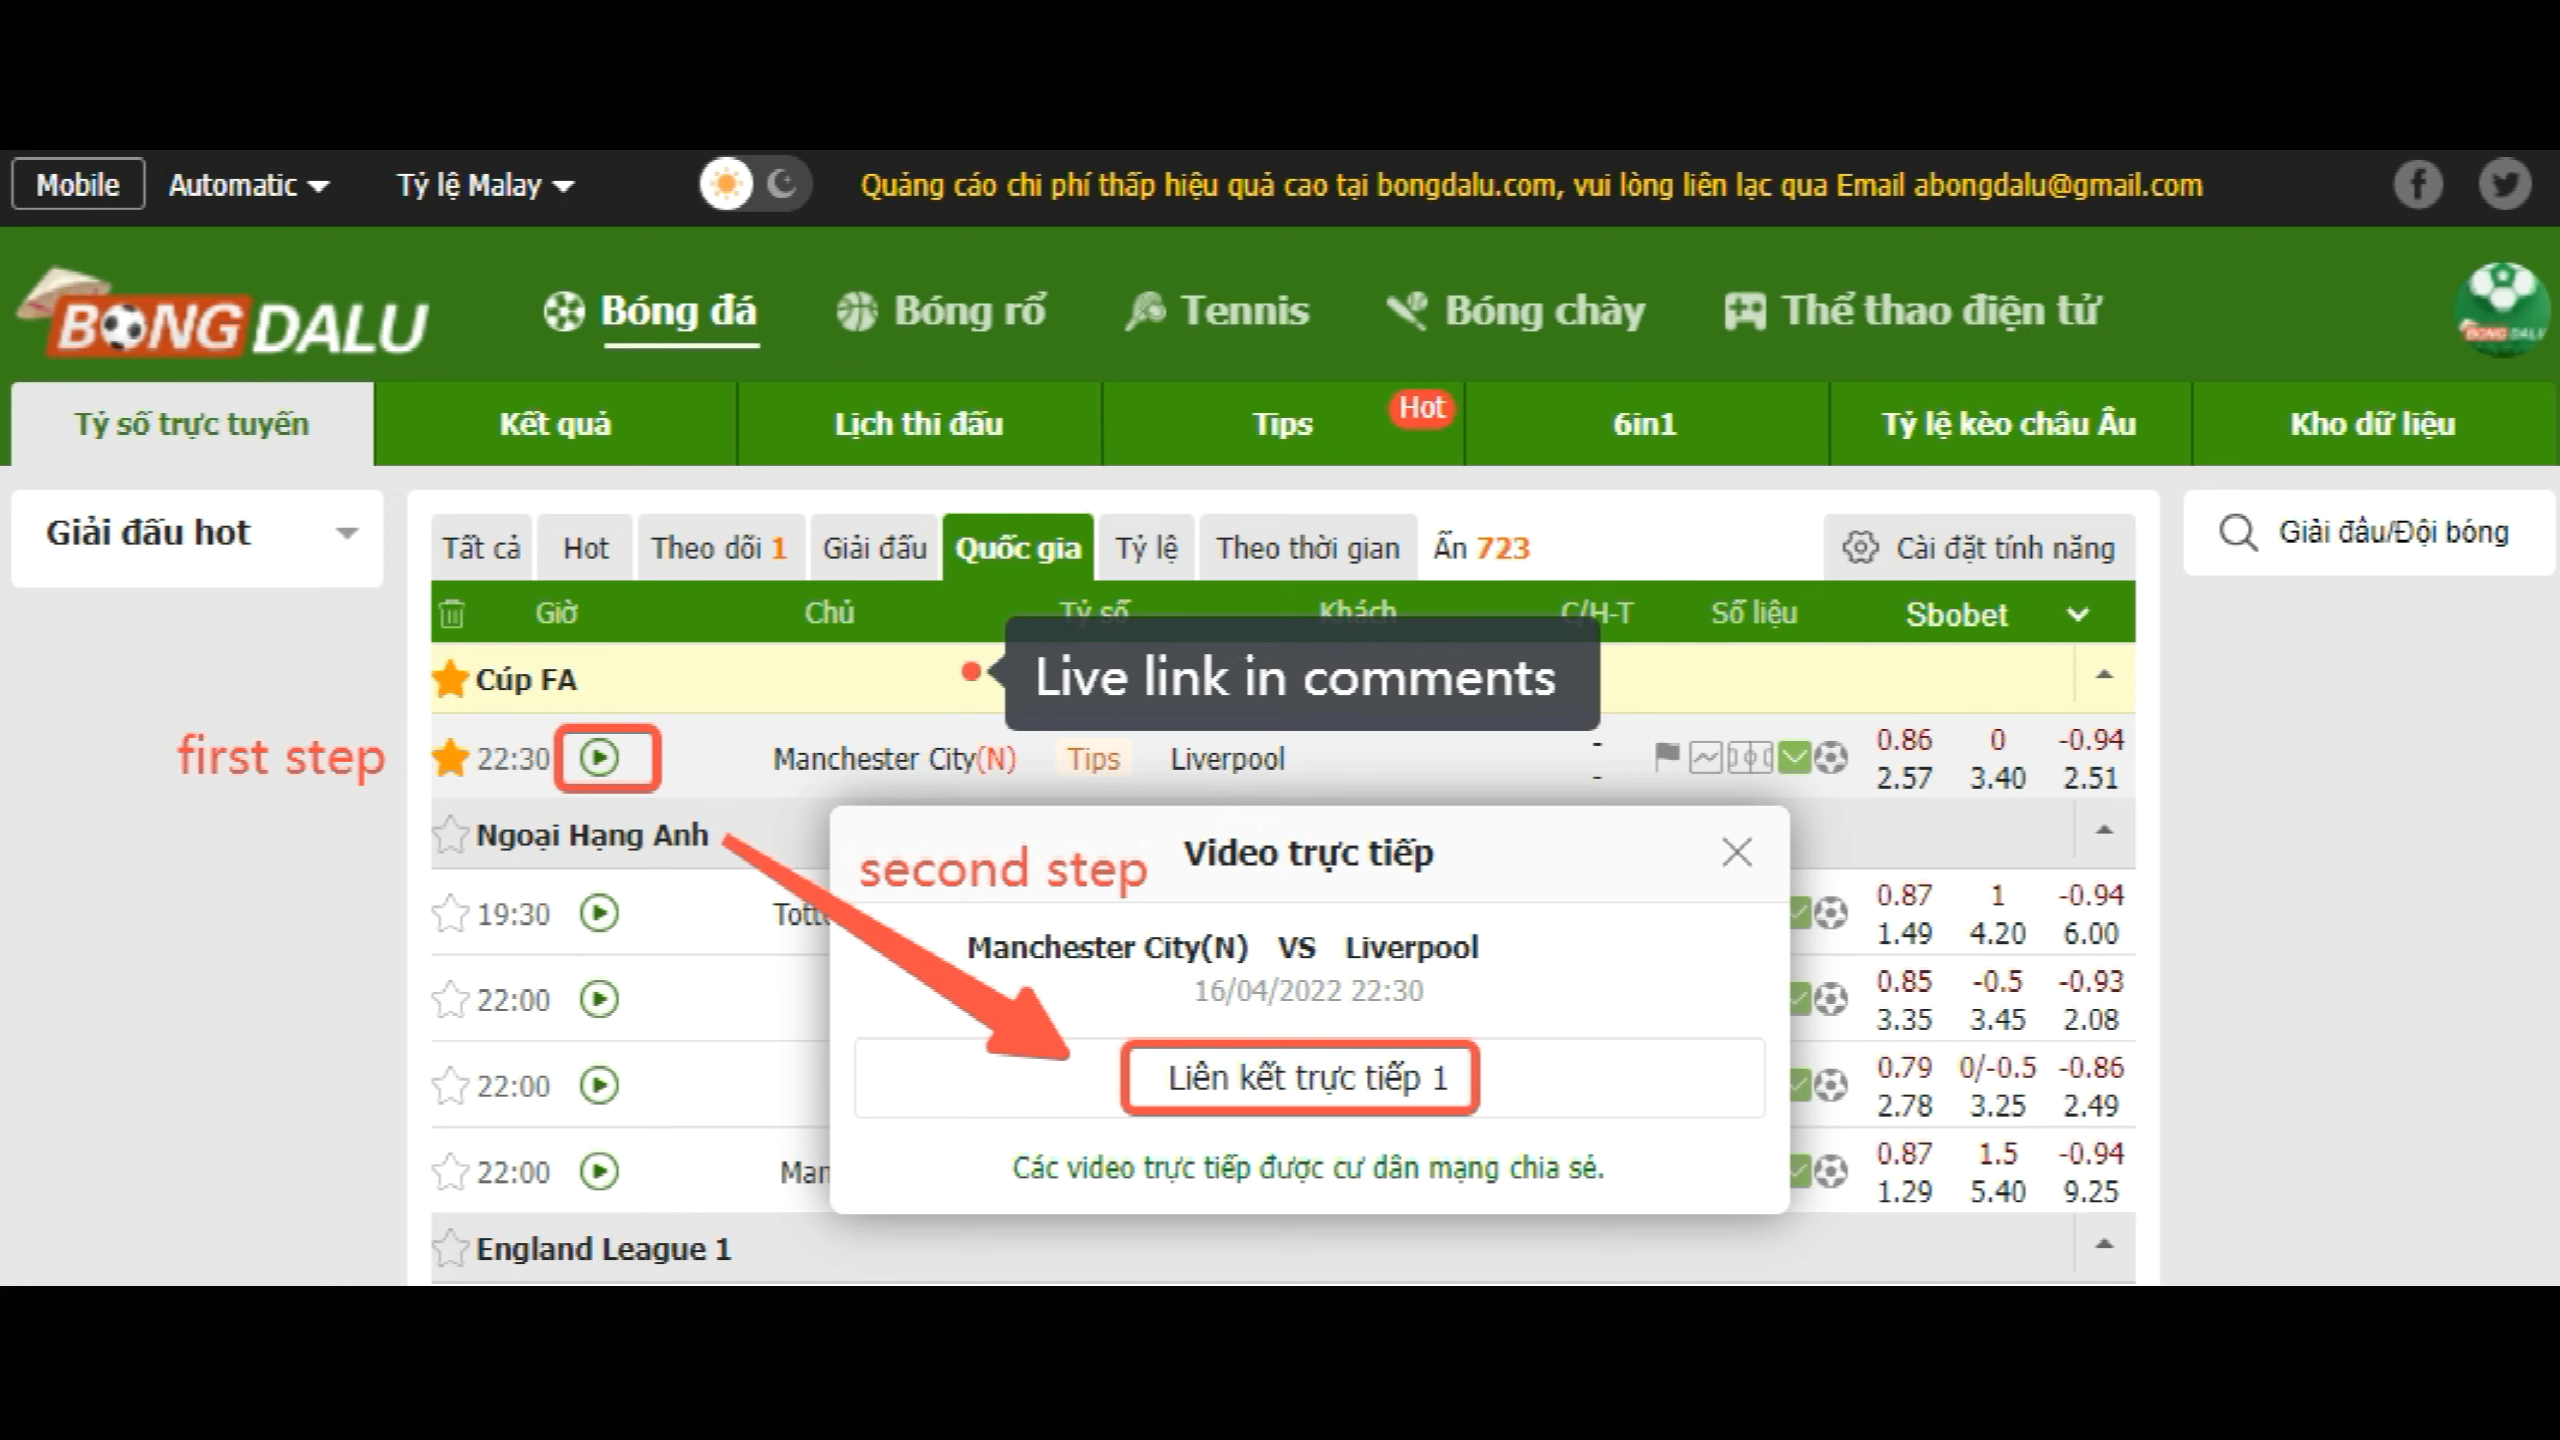 Mobile Automatic Tỷ lệ Malay Quảng cáo chi phí thấp hiệu quả cao tại bongdalu.com, vui lòng liên lạc qua Email abongdalu@gmail.com
BONGDALU Bóng đá Bóng rổ Tennis Bóng chày Thể thao điện tử BONG DALU
Tỷ số trực tuyến Kết quả Lịch thi đấu Tips Hot 6in1 Tỷ lệ kèo châu Âu Kho dữ liệu
Giải đấu hot Tất cả Hot Theo dõi 1 Giải đấu Quốc gia Tỷ lệ Theo thời gian Ẩn 723 Cài đặt tính năng Giải đấu/Đội bóng
Giờ Chủ Tỷ số Khách C/H-T Số liệu Sbobet
Cúp FA Live link in comments
first step 22:30 Manchester City(N) Tips Liverpool - 0.86 0 -0.94
- 2.57 3.40 2.51
Ngoại Hạng Anh
second step Video trực tiếp
19:30 0.87 1 -0.94
1.49 4.20 6.00
Manchester City(N) VS Liverpool
16/04/2022 22:30
22:00 0.85 -0.5 -0.93
3.35 3.45 2.08
Liên kết trực tiếp 1
22:00 0.79 0/-0.5 -0.86
2.78 3.25 2.49
Các video trực tiếp được cư dân mạng chia sẻ.
22:00 Man 0.87 1.5 -0.94
1.29 5.40 9.25
England League 1